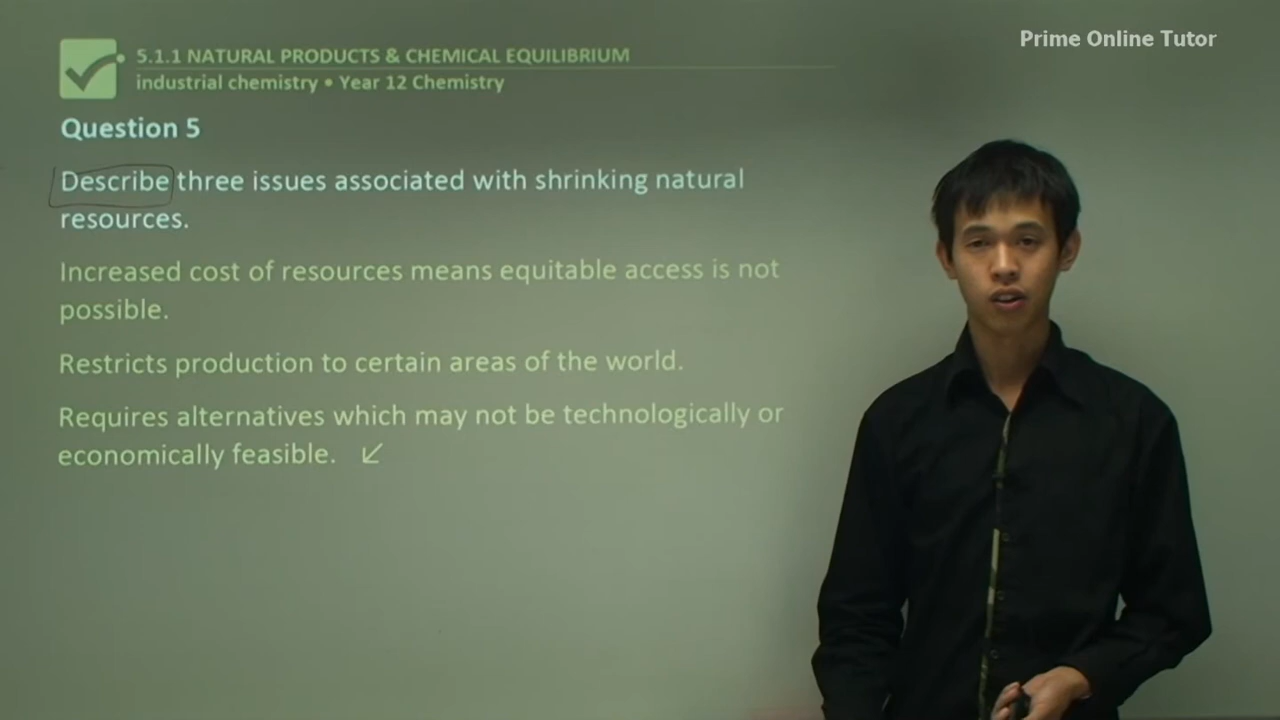 Prime Online Tutor
5.1.1 NATURAL PRODUCTS & CHEMICAL EQUILIBRIUM
industrial chemistry • Year 12 Chemistry
Question 5
Describe three issues associated with shrinking natural
resources.
Increased cost of resources means equitable access is not
possible.
Restricts production to certain areas of the world.
Requires alternatives which may not be technologically or
economically feasible.